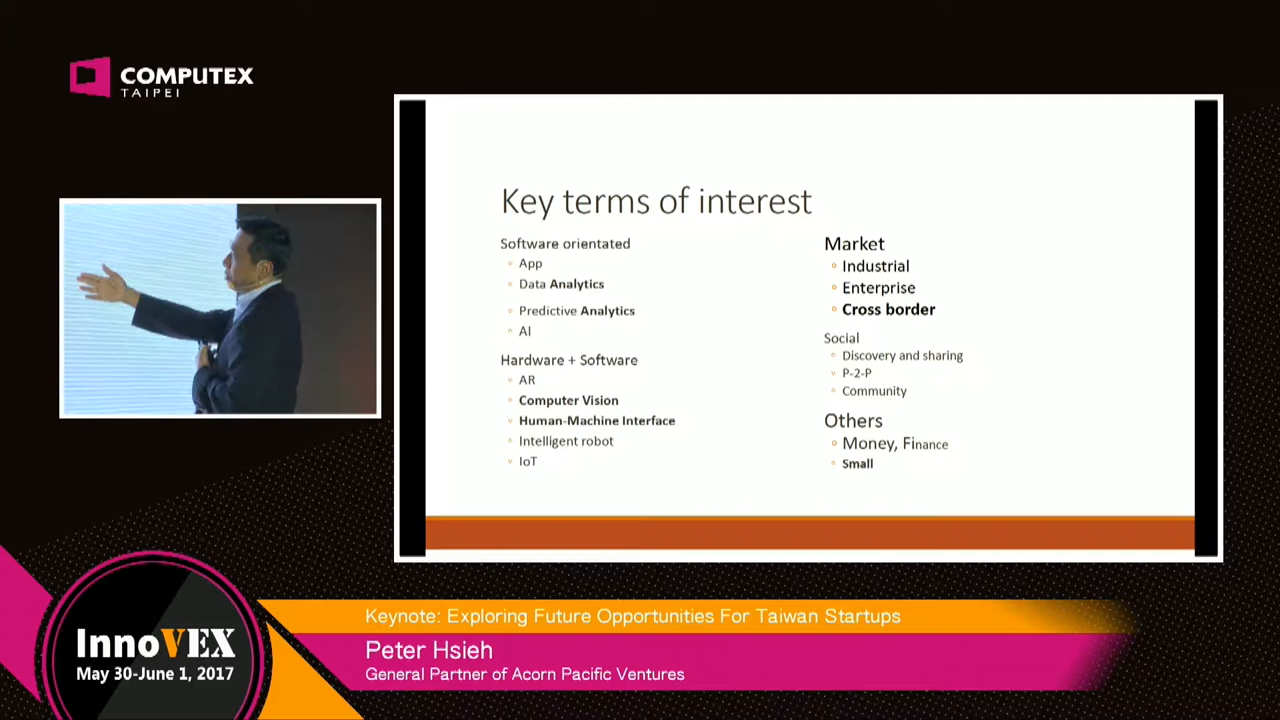 COMPUTEX
TAIPEI
Key terms of interest
Software orientated
App
Data Analytics
Predictive Analytics
AI
Hardware + Software
AR
Computer Vision
Human-Machine Interface
Intelligent robot
IoT
Market
Industrial
Enterprise
Cross border
Social
Discovery and sharing
P-2-P
Community
Others
Money, Finance
Small
InnoVEX
May 30-June 1, 2017
Keynote: Exploring Future Opportunities For Taiwan Startups
Peter Hsieh
General Partner of Acorn Pacific Ventures